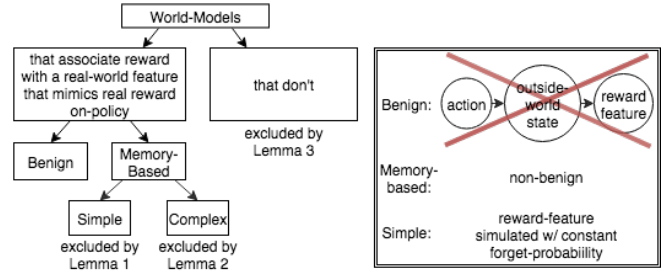 World-Models
that associate reward
with a real-world feature
that mimics real reward
on-policy
that don't
excluded by
Lemma 3
Benign
Memory-
Based
Simple
Complex
excluded by
Lemma 1
excluded by
Lemma 2
Benign:
action
outside-
world
state
reward
feature
Memory-
based:
non-benign
Simple:
reward-feature
simulated w/ constant
forget-probabiility